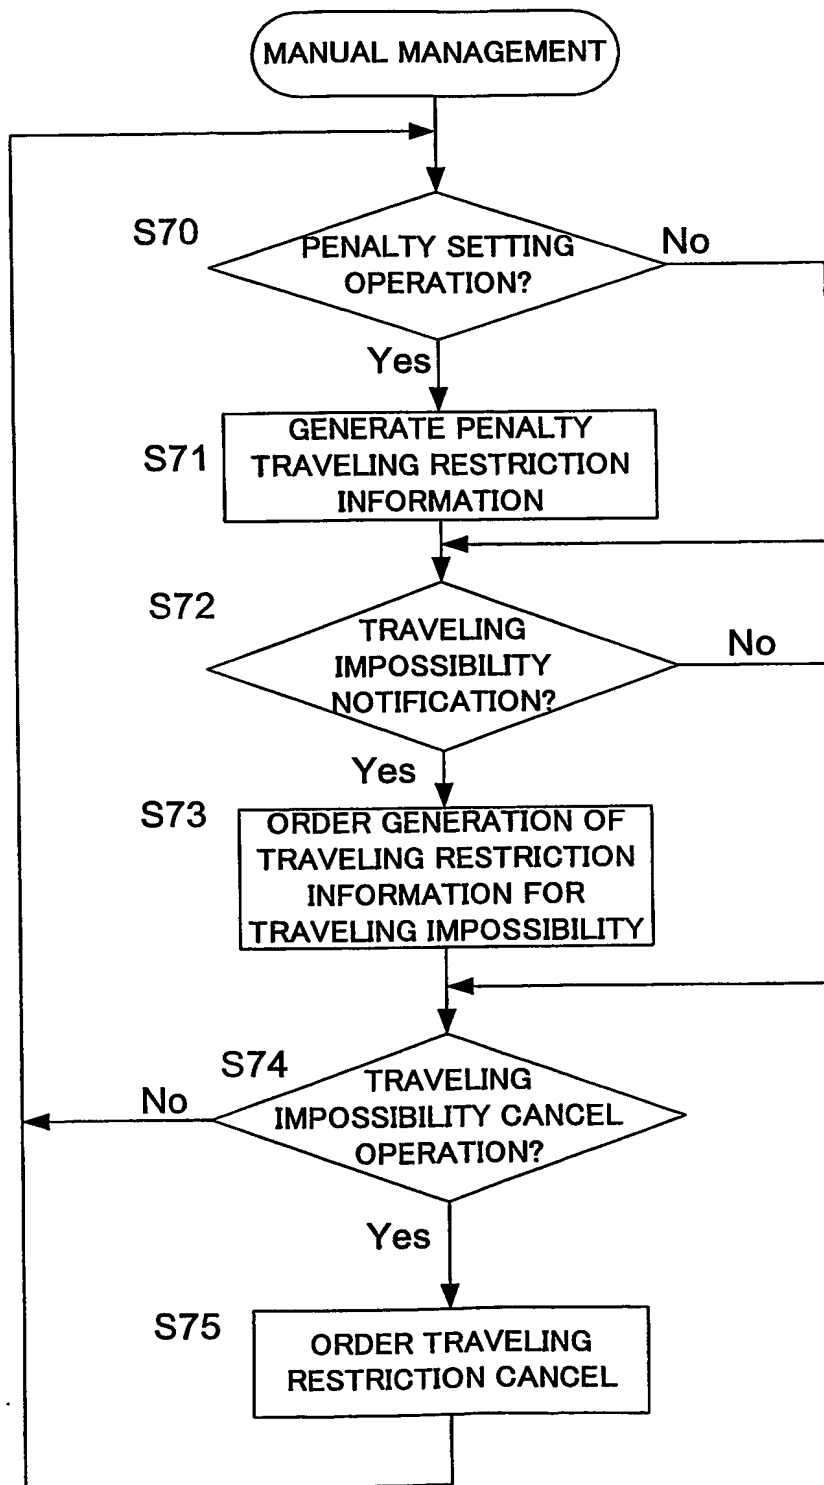 MANUAL MANAGEMENT
S70
PENALTY SETTING
OPERATION?
No
Yes
S71
GENERATE PENALTY
TRAVELING RESTRICTION
INFORMATION
S72
TRAVELING
IMPOSSIBILITY
NOTIFICATION?
No
Yes
S73
ORDER GENERATION OF
TRAVELING RESTRICTION
INFORMATION FOR
TRAVELING IMPOSSIBILITY
S74
TRAVELING
IMPOSSIBILITY CANCEL
OPERATION?
No
Yes
S75
ORDER TRAVELING
RESTRICTION CANCEL